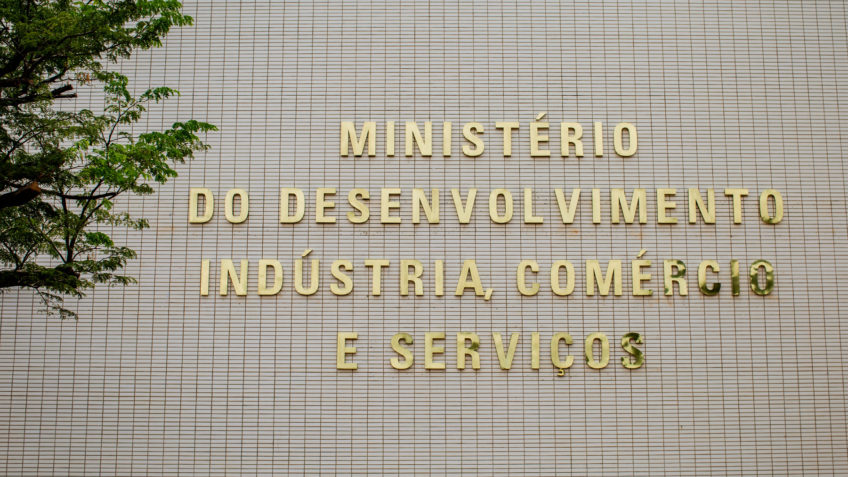 MINISTÉRIO
DO DESENVOLVIMENTO
INDÚSTRIA, COMÉRCIO
E SERVIÇOS